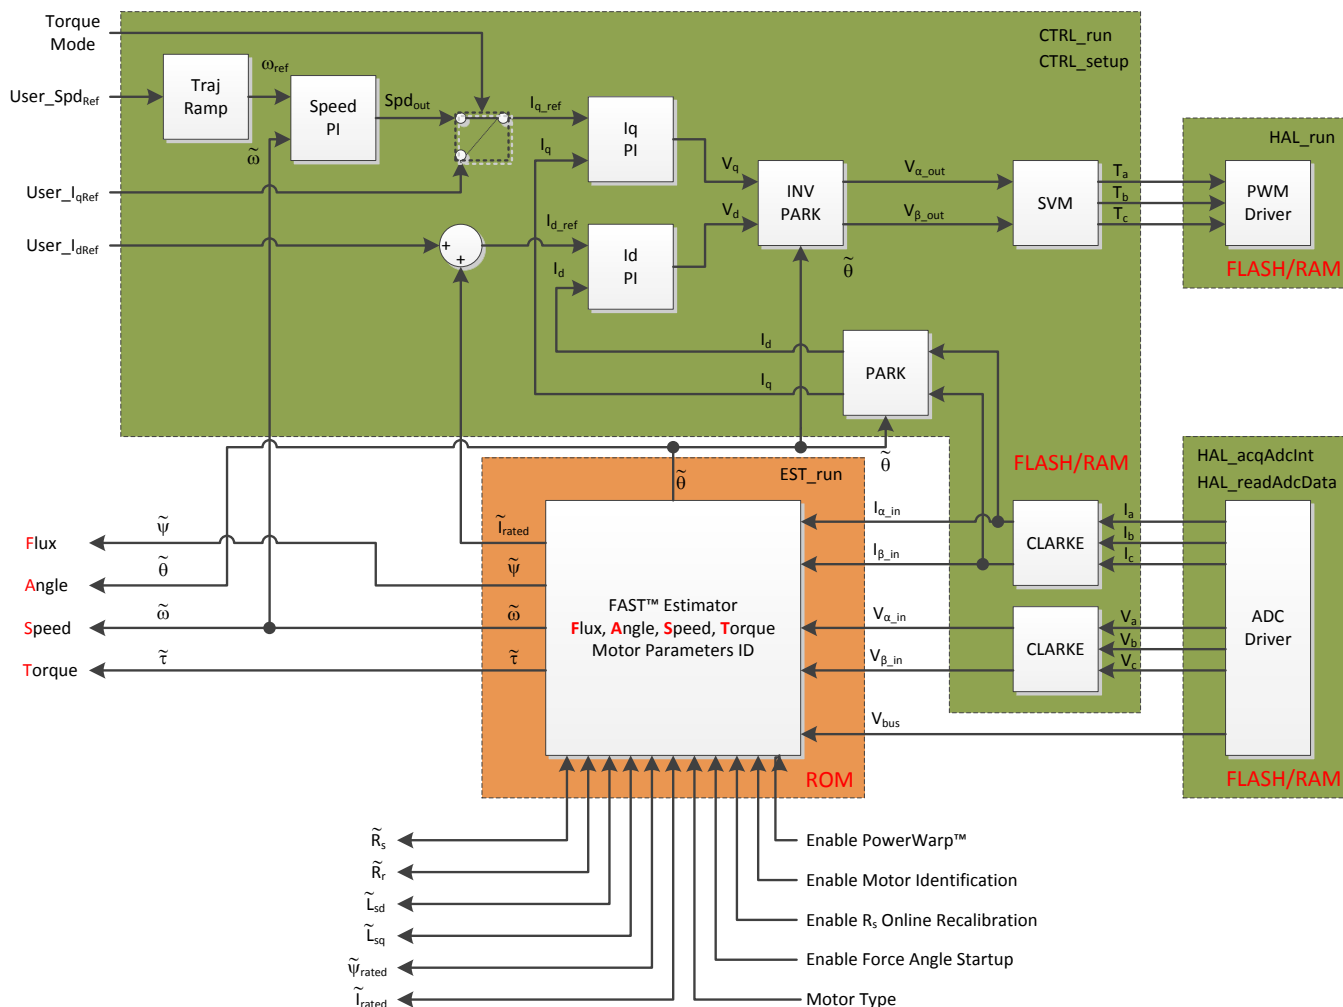 Torque
Mode
CTRL_run
CTRL_setup
User_SpdRef
Traj
Ramp
ωref
Speed
PI
Spdout
ω̃
Iq_ref
Iq
Iq
PI
Vq
Vd
INV
PARK
Vα_out
Vβ_out
SVM
Ta
Tb
Tc
HAL_run
PWM
Driver
FLASH/RAM
User_IqRef
User_IdRef
+
+
Id_ref
Id
Id
PI
θ̃
Id
Iq
PARK
θ̃
FLASH/RAM
HAL_acqAdcInt
HAL_readAdcData
EST_run
θ̃
Ĩrated
ψ̃
ω̃
τ̃
Iα_in
Iβ_in
Vα_in
Vβ_in
Vbus
CLARKE
CLARKE
Ia
Ib
Ic
Va
Vb
Vc
ADC
Driver
FLASH/RAM
Flux
ψ̃
Angle
θ̃
Speed
ω̃
Torque
τ̃
FAST™ Estimator
Flux, Angle, Speed, Torque
Motor Parameters ID
ROM
R̃s
R̃r
L̃sd
L̃sq
ψ̃rated
Ĩrated
Enable PowerWarp™
Enable Motor Identification
Enable Rs Online Recalibration
Enable Force Angle Startup
Motor Type